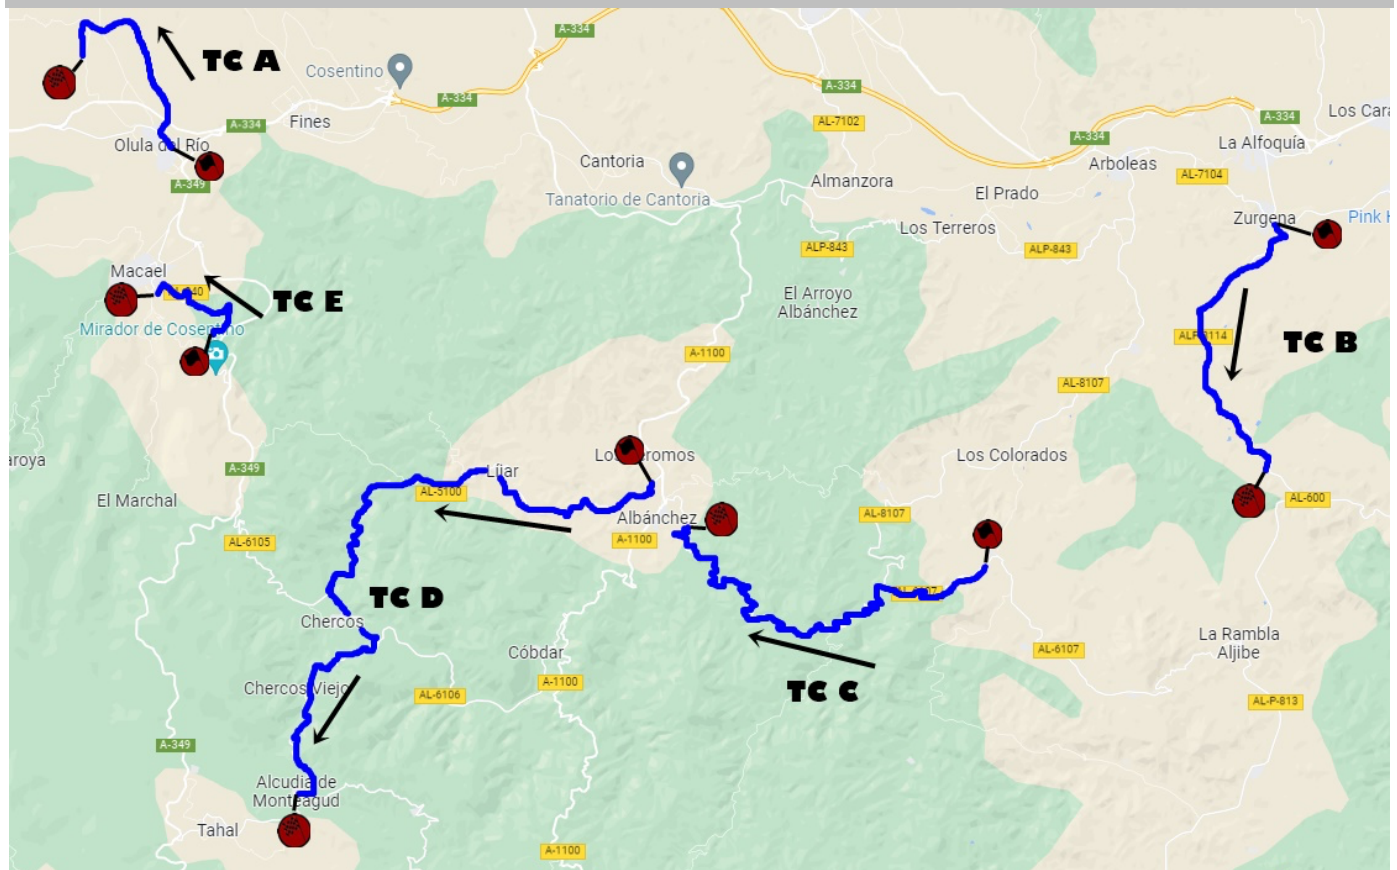 A-334
TC A
Cosentino
A-334
A-334
Los Cara
A-334
A-334
AL-7102
Fines
A-334
La Alfoquía
Olula del Río
Cantoria
Arboleas
AL-7104
A-349
Almanzora
El Prado
Tanatorio de Cantoria
Zurgena
Pink H
Los Terreros
ALP-843
ALP-843
Macael
TC E
El Arroyo
Albánchez
Mirador de Cosentino
TC B
A-1100
AL-8107
aroya
A-349
Lijar
Los Colorados
El Marchal
AL-5100
AL-600
Albánchez
AL-8107
A-1100
AL-6105
TC D
Chercos
La Rambla
Aljibe
Cóbdar
AL-6107
Chercos Viejo
A-1100
AL-6106
TC C
AL-P-813
A-349
Alcudia de
Monteagud
Tahal
A-1100